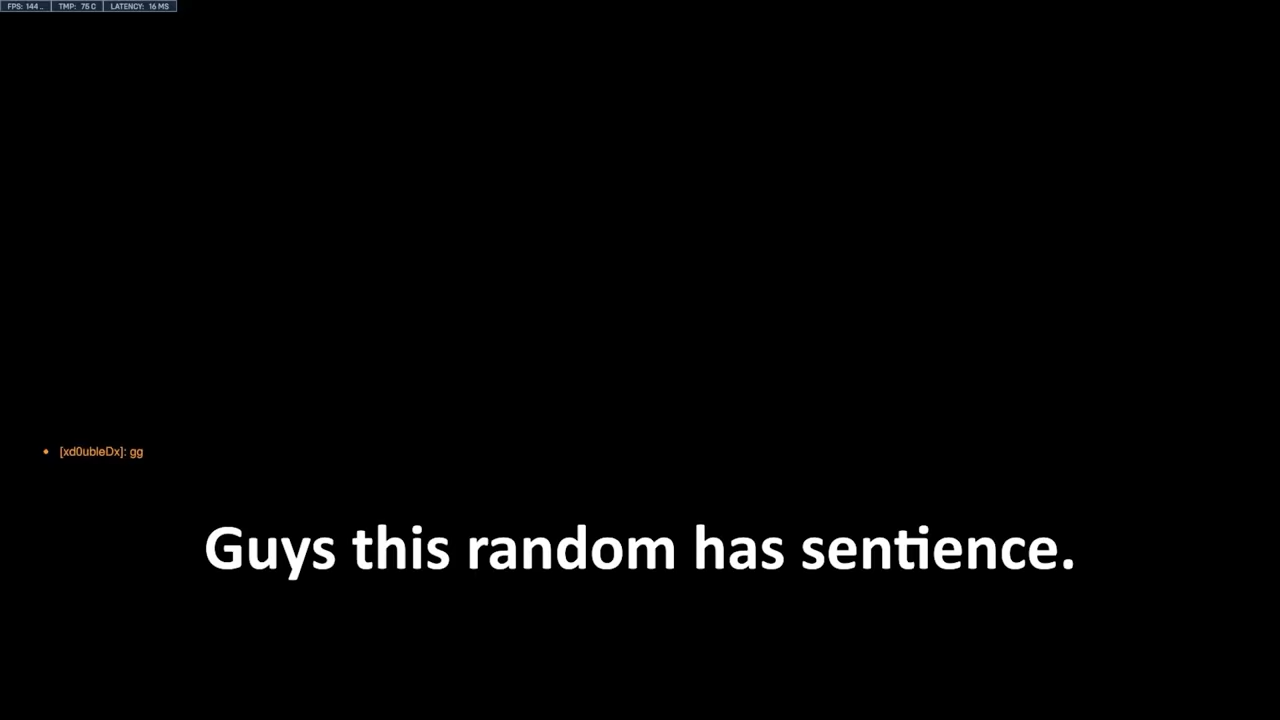 FPS: 144 .. TMP: 75 C LATENCY: 16 MS
• [xd0ubleDx]: gg
Guys this random has sentience.